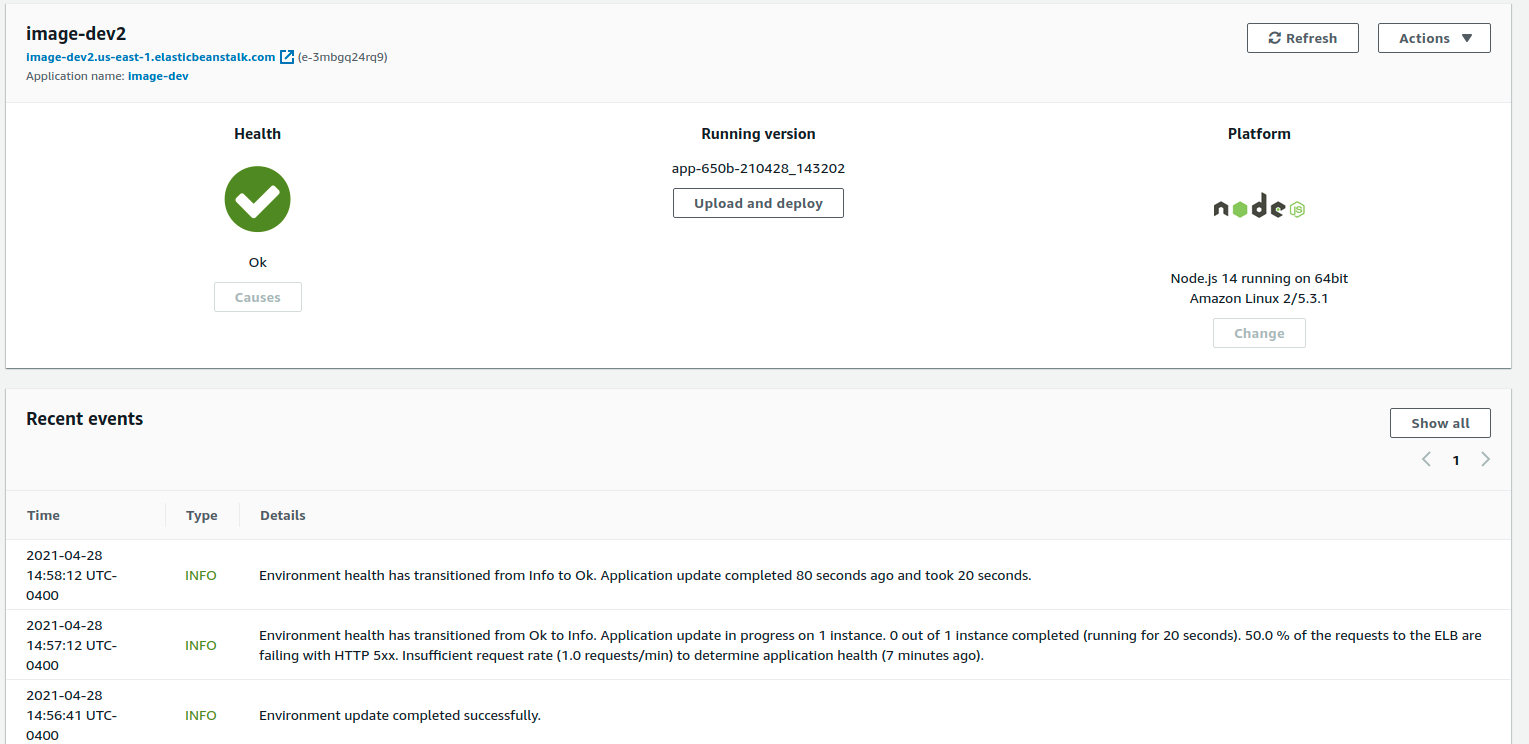 image-dev2
image-dev2.us-east-1.elasticbeanstalk.com (e-3mbgq24rq9)
Application name: image-dev
Refresh
Actions
Health
Ok
Causes
Running version
app-650b-210428_143202
Upload and deploy
Platform
node JS
Node.js 14 running on 64bit
Amazon Linux 2/5.3.1
Change
Recent events
Show all
1
Time Type Details
2021-04-28
14:58:12 UTC-
0400
INFO
Environment health has transitioned from Info to Ok. Application update completed 80 seconds ago and took 20 seconds.
2021-04-28
14:57:12 UTC-
0400
INFO
Environment health has transitioned from Ok to Info. Application update in progress on 1 instance. 0 out of 1 instance completed (running for 20 seconds). 50.0 % of the requests to the ELB are
failing with HTTP 5xx. Insufficient request rate (1.0 requests/min) to determine application health (7 minutes ago).
2021-04-28
14:56:41 UTC-
0400
INFO
Environment update completed successfully.